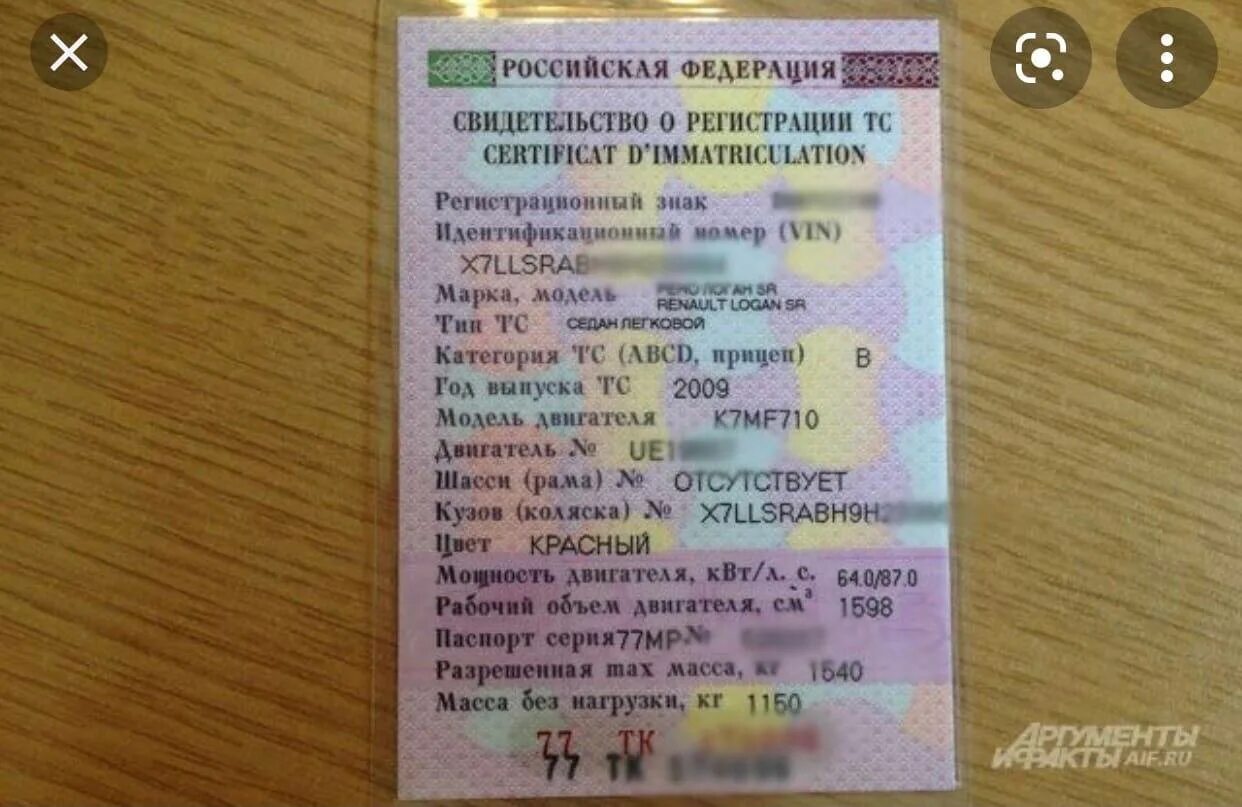 РОССИЙСКАЯ ФЕДЕРАЦИЯ
СВИДЕТЕЛЬСТВО О РЕГИСТРАЦИИ ТС
CERTIFICAT D'IMMATRICULATION
Регистрационный знак
Идентификационный номер (VIN)
X7LLSRAB
Марка, модель РЕНО ЛОГАН SR
RENAULT LOGAN SR
Тип ТС СЕДАН ЛЕГКОВОЙ
Категория ТС (ABCD, прицеп) B
Год выпуска ТС 2009
Модель двигателя K7MF710
Двигатель № UE1
Шасси (рама) № ОТСУТСТВУЕТ
Кузов (коляска) № X7LLSRABH9H
Цвет КРАСНЫЙ
Мощность двигателя, кВт/л. с. 64.0/87.0
Рабочий объем двигателя, см³ 1598
Паспорт серия 77МР №
Разрешенная max масса, кг 1540
Масса без нагрузки, кг 1150
77 ТК
77 ТК
АРГУМЕНТЫ
И ФАКТЫ AIF.RU